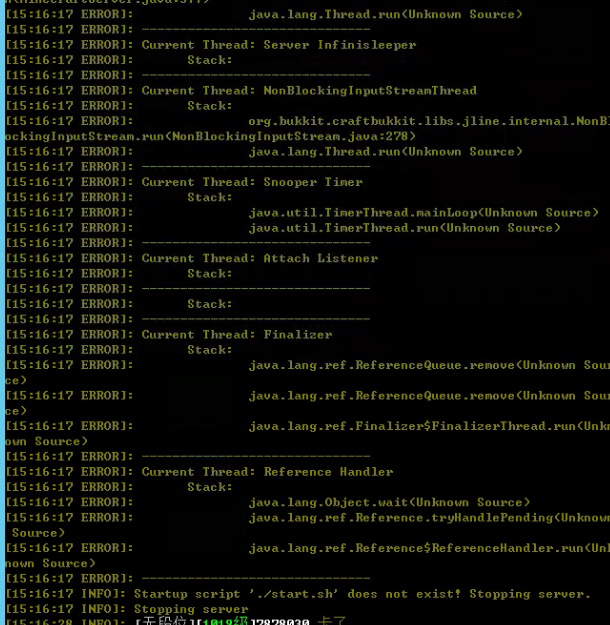 [15:16:17 ERROR]: java.lang.Thread.run(Unknown Source)
[15:16:17 ERROR]: ------------------------------
[15:16:17 ERROR]: Current Thread: Server Infinisleeper
[15:16:17 ERROR]: Stack:
[15:16:17 ERROR]: ------------------------------
[15:16:17 ERROR]: Current Thread: NonBlockingInputStreamThread
[15:16:17 ERROR]: Stack:
[15:16:17 ERROR]: org.bukkit.craftbukkit.libs.jline.internal.NonBl
ockingInputStream.run(NonBlockingInputStream.java:278)
[15:16:17 ERROR]: java.lang.Thread.run(Unknown Source)
[15:16:17 ERROR]: ------------------------------
[15:16:17 ERROR]: Current Thread: Snooper Timer
[15:16:17 ERROR]: Stack:
[15:16:17 ERROR]: java.util.TimerThread.mainLoop(Unknown Source)
[15:16:17 ERROR]: java.util.TimerThread.run(Unknown Source)
[15:16:17 ERROR]: ------------------------------
[15:16:17 ERROR]: Current Thread: Attach Listener
[15:16:17 ERROR]: Stack:
[15:16:17 ERROR]: ------------------------------
[15:16:17 ERROR]: Stack:
[15:16:17 ERROR]: ------------------------------
[15:16:17 ERROR]: Current Thread: Finalizer
[15:16:17 ERROR]: Stack:
[15:16:17 ERROR]: java.lang.ref.ReferenceQueue.remove(Unknown Sour
ce)
[15:16:17 ERROR]: java.lang.ref.ReferenceQueue.remove(Unknown Sour
ce)
[15:16:17 ERROR]: java.lang.ref.Finalizer$FinalizerThread.run(Unkn
own Source)
[15:16:17 ERROR]: ------------------------------
[15:16:17 ERROR]: Current Thread: Reference Handler
[15:16:17 ERROR]: Stack:
[15:16:17 ERROR]: java.lang.Object.wait(Unknown Source)
[15:16:17 ERROR]: java.lang.ref.Reference.tryHandlePending(Unknown
Source)
[15:16:17 ERROR]: java.lang.ref.Reference$ReferenceHandler.run(Unk
nown Source)
[15:16:17 ERROR]: ------------------------------
[15:16:17 INFO]: Startup script './start.sh' does not exist! Stopping server.
[15:16:17 INFO]: Stopping server
[15:16:28 INFO]: [无段位][1019级]7878030 卡了